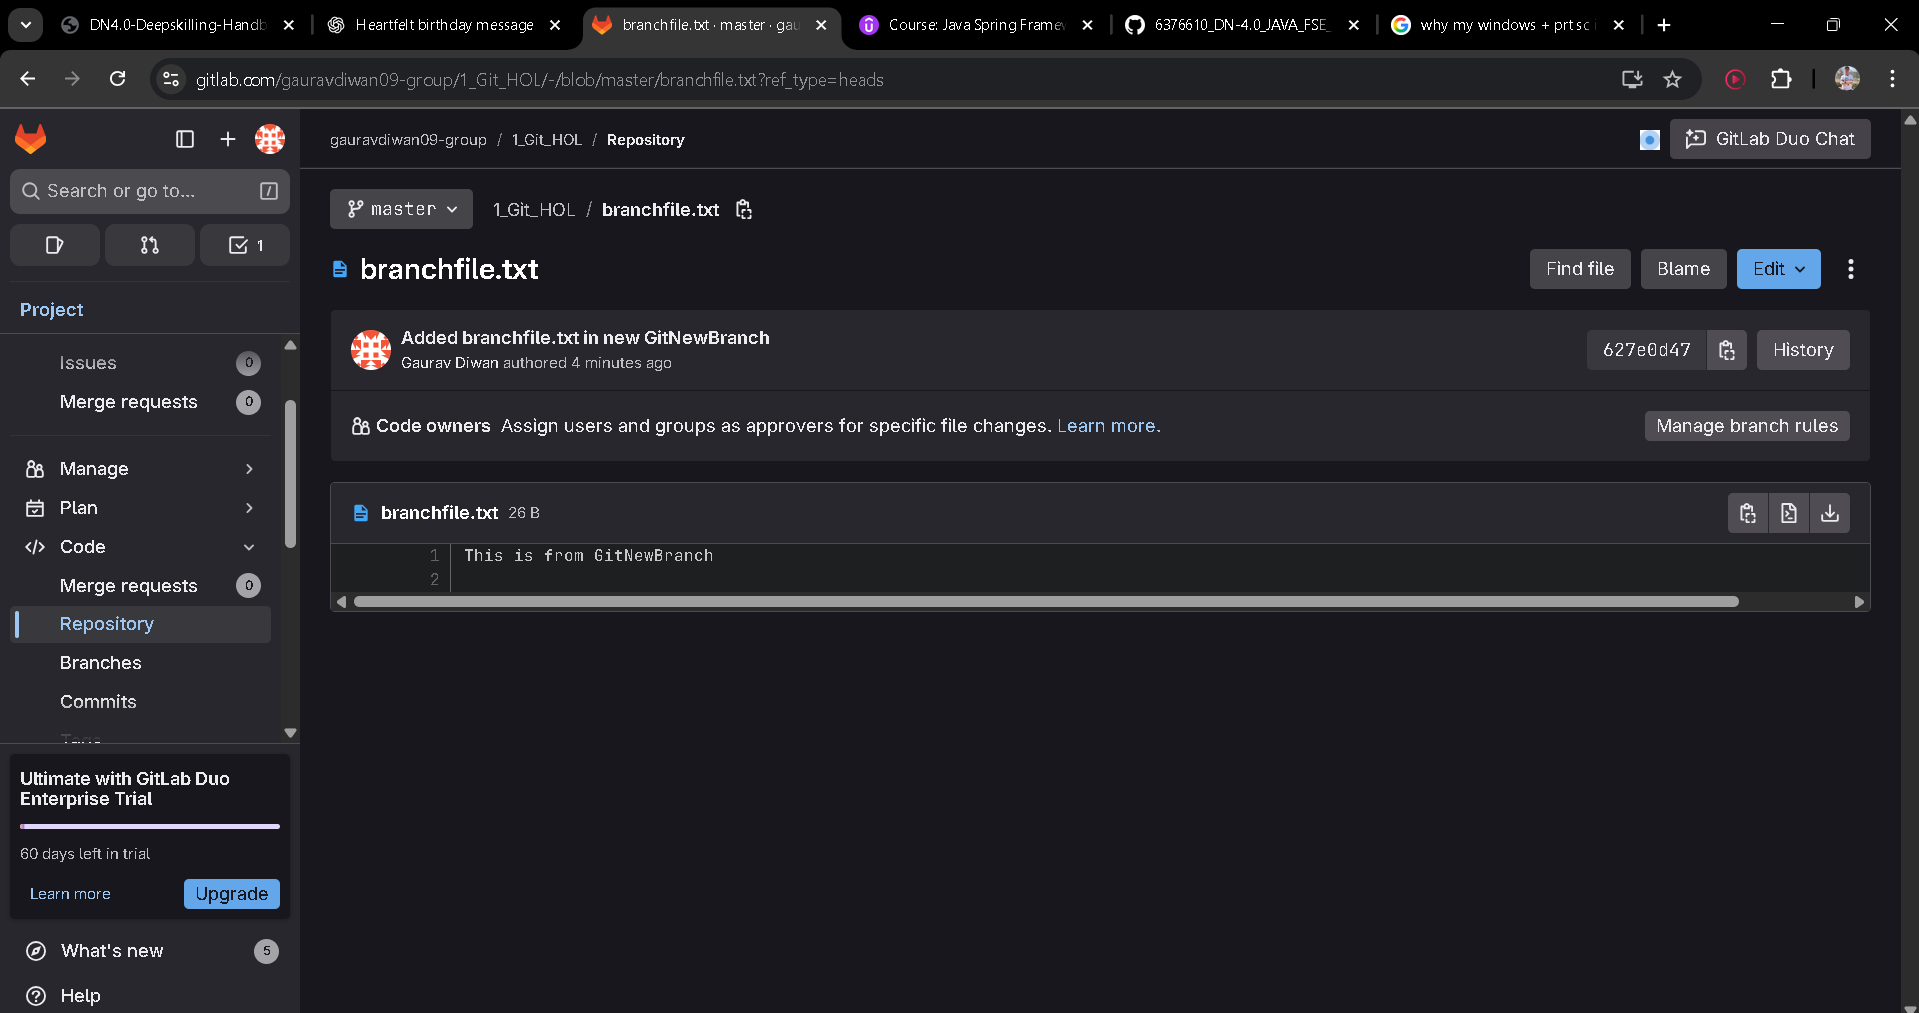 DN4.0-Deepskilling-Handb
Heartfelt birthday message
branchfile.txt · master · gau
Course: Java Spring Framew
6376610_DN-4.0_JAVA_FSE_
why my windows + prt sc i
gitlab.com/gauravdiwan09-group/1_Git_HOL/-/blob/master/branchfile.txt?ref_type=heads
gauravdiwan09-group / 1_Git_HOL / Repository
GitLab Duo Chat
Search or go to...
/
1
Project
Issues 0
Merge requests 0
Manage
Plan
Code
Merge requests 0
Repository
Branches
Commits
Tags
Ultimate with GitLab Duo
Enterprise Trial
60 days left in trial
Learn more
Upgrade
What's new 5
Help
master
1_Git_HOL / branchfile.txt
branchfile.txt
Find file
Blame
Edit
Added branchfile.txt in new GitNewBranch
Gaurav Diwan authored 4 minutes ago
627e0d47
History
Code owners Assign users and groups as approvers for specific file changes. Learn more.
Manage branch rules
branchfile.txt 26 B
1 This is from GitNewBranch
2